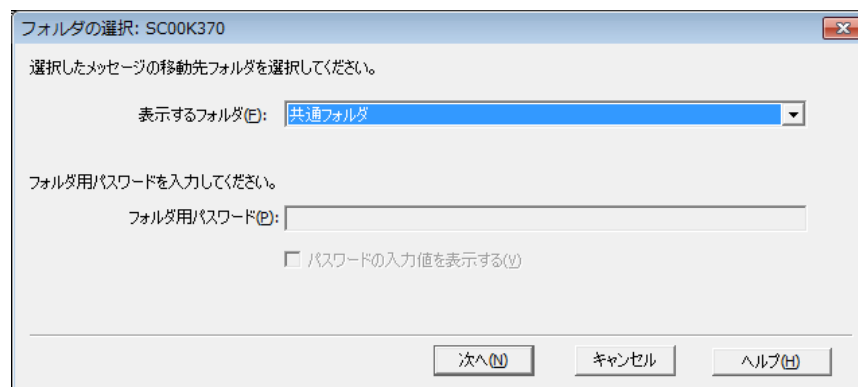 フォルダの選択: SC00K370
選択したメッセージの移動先フォルダを選択してください。
表示するフォルダ(F): 共通フォルダ
フォルダ用パスワードを入力してください。
フォルダ用パスワード(P):
パスワードの入力値を表示する(V)
次へ(N) キャンセル ヘルプ(H)